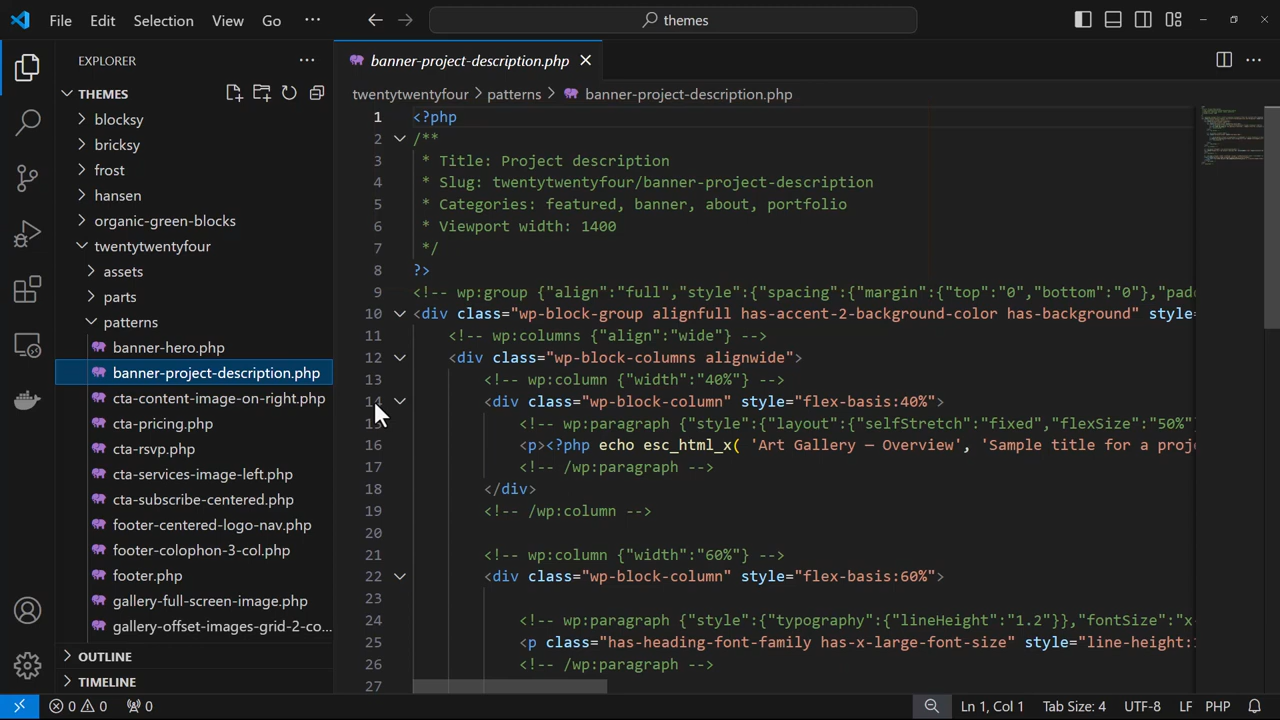 File Edit Selection View Go ··· themes
EXPLORER ···
THEMES
blocksy
bricksy
frost
hansen
organic-green-blocks
twentytwentyfour
assets
parts
patterns
banner-hero.php
banner-project-description.php
cta-content-image-on-right.php
cta-pricing.php
cta-rsvp.php
cta-services-image-left.php
cta-subscribe-centered.php
footer-centered-logo-nav.php
footer-colophon-3-col.php
footer.php
gallery-full-screen-image.php
gallery-offset-images-grid-2-co...
OUTLINE
TIMELINE
banner-project-description.php
twentytwentyfour > patterns > banner-project-description.php
1 <?php
2 /**
3  * Title: Project description
4  * Slug: twentytwentyfour/banner-project-description
5  * Categories: featured, banner, about, portfolio
6  * Viewport width: 1400
7  */
8 ?>
9 <!-- wp:group {"align":"full","style":{"spacing":{"margin":{"top":"0","bottom":"0"},"pad
10 <div class="wp-block-group alignfull has-accent-2-background-color has-background" style=
11 <!-- wp:columns {"align":"wide"} -->
12 <div class="wp-block-columns alignwide">
13 <!-- wp:column {"width":"40%"} -->
14 <div class="wp-block-column" style="flex-basis:40%">
15 <!-- wp:paragraph {"style":{"layout":{"selfStretch":"fixed","flexSize":"50%"
16 <p><?php echo esc_html_x( 'Art Gallery — Overview', 'Sample title for a proj
17 <!-- /wp:paragraph -->
18 </div>
19 <!-- /wp:column -->
20
21 <!-- wp:column {"width":"60%"} -->
22 <div class="wp-block-column" style="flex-basis:60%">
23
24 <!-- wp:paragraph {"style":{"typography":{"lineHeight":"1.2"}},"fontSize":"x-
25 <p class="has-heading-font-family has-x-large-font-size" style="line-height:1
26 <!-- /wp:paragraph -->
27
0 0 0 Ln 1, Col 1 Tab Size: 4 UTF-8 LF PHP